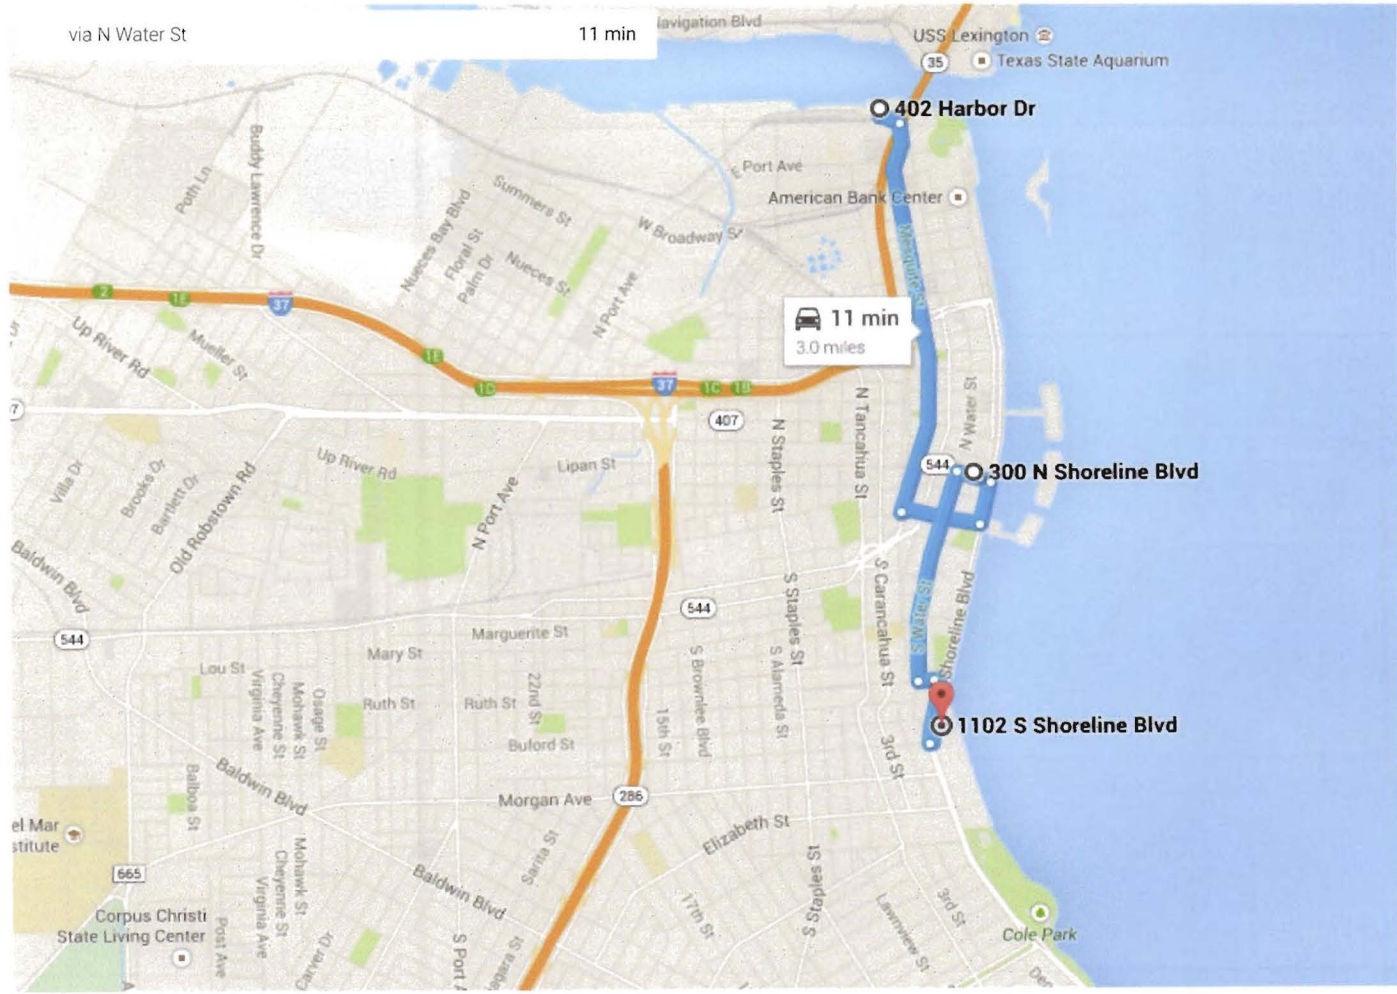 via N Water St
11 min
avigation Blvd
USS Lexington
35
Texas State Aquarium
402 Harbor Dr
Buddy Lawrence Dr
Poth Ln
E Port Ave
Summers St
American Bank Center
Nueces Bay Blvd
Floral St
Palm Dr
Nueces St
W Broadway St
N Port Ave
Mesquite St
2
1E
37
11 min
3.0 miles
Up River Rd
Mueller St
1E
1D
37
1C
1B
407
7
N Staples St
N Tancahua St
N Water St
Up River Rd
Lipan St
544
300 N Shoreline Blvd
Villa Dr
Brooks Dr
Bartlett Dr
Old Robstown Rd
N Port Ave
Baldwin Blvd
544
544
S Staples St
S Carancahua St
S Water St
Shoreline Blvd
Marguerite St
Mary St
Lou St
Virginia Ave
Cheyenne St
Mohawk St
Osage St
Ruth St
Ruth St
22nd St
15th St
S Brownlee Blvd
S Alameda St
Buford St
1102 S Shoreline Blvd
3rd St
Balboa St
Baldwin Blvd
Morgan Ave
286
Elizabeth St
el Mar
stitute
665
Mohawk St
Cheyenne St
Virginia Ave
Sarita St
Baldwin Blvd
S Staples St
17th St
Lawnview St
3rd St
Corpus Christi
State Living Center
Post Ave
Carver Dr
S Port A
agara St
Cole Park